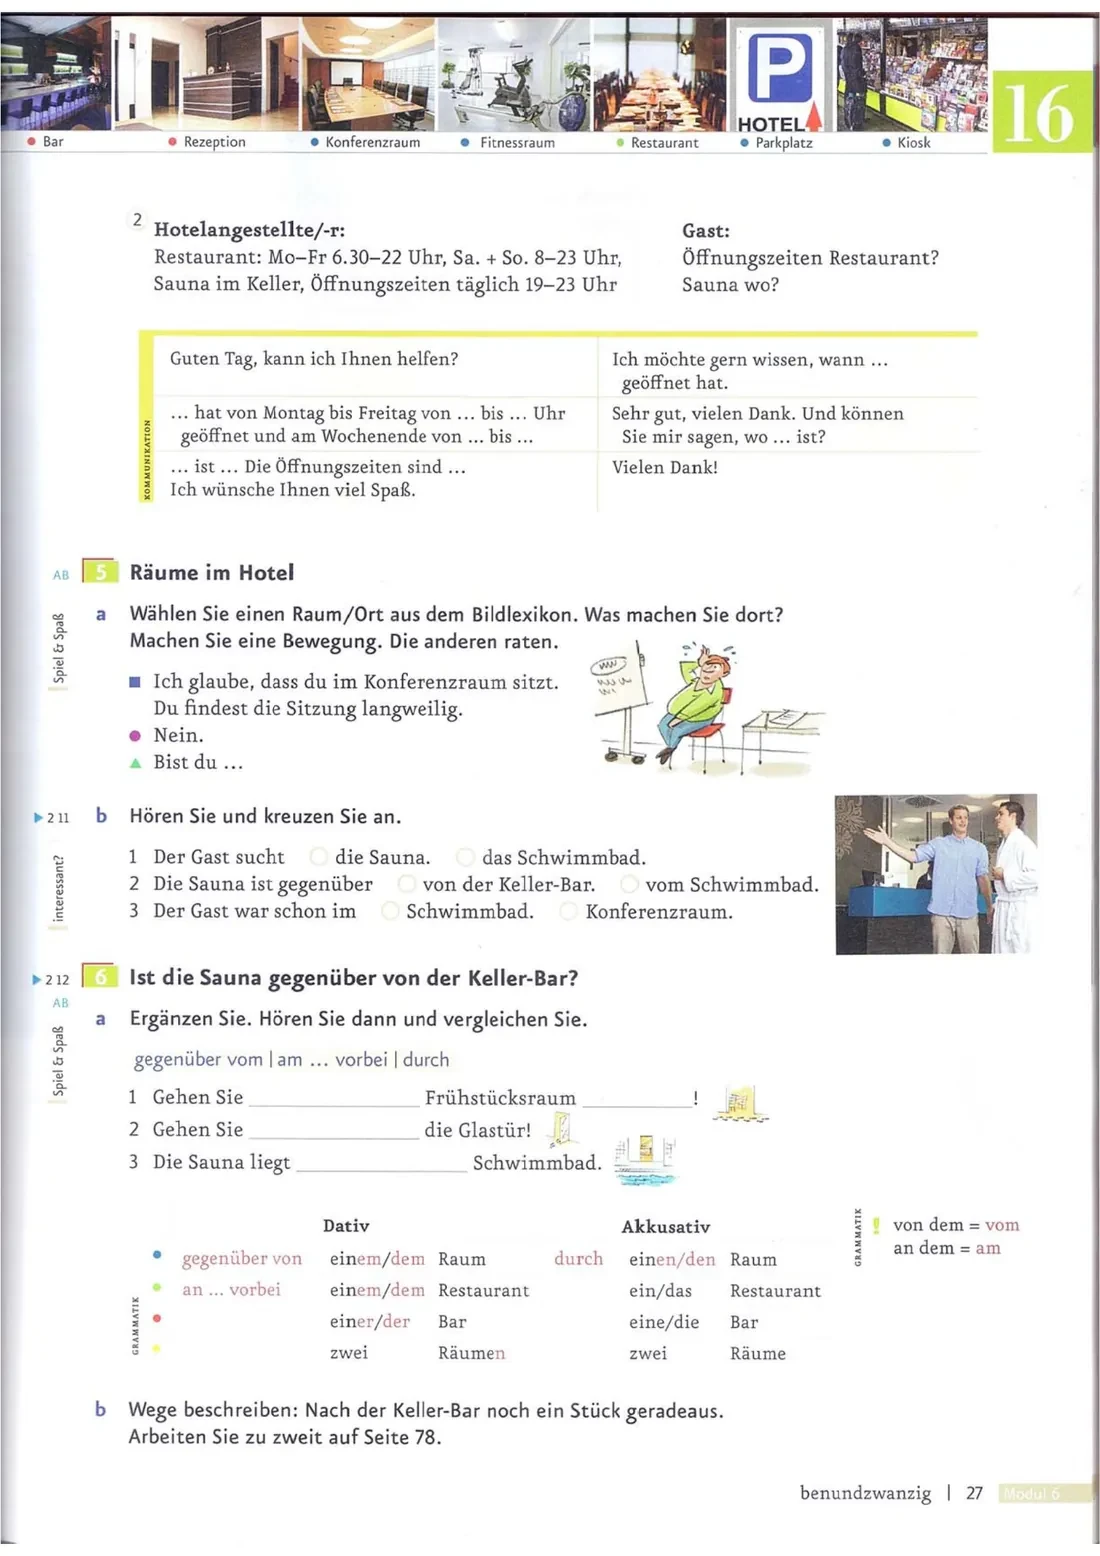 P
HOTEL
16
Bar
Rezeption
Konferenzraum
Fitnessraum
Restaurant
Parkplatz
Kiosk
2
Hotelangestellte/-r:
Restaurant: Mo–Fr 6.30–22 Uhr, Sa. + So. 8–23 Uhr,
Sauna im Keller, Öffnungszeiten täglich 19–23 Uhr
Gast:
Öffnungszeiten Restaurant?
Sauna wo?
KOMMUNIKATION
Guten Tag, kann ich Ihnen helfen?
Ich möchte gern wissen, wann ...
geöffnet hat.
... hat von Montag bis Freitag von ... bis ... Uhr
geöffnet und am Wochenende von ... bis ...
Sehr gut, vielen Dank. Und können
Sie mir sagen, wo ... ist?
... ist ... Die Öffnungszeiten sind ...
Ich wünsche Ihnen viel Spaß.
Vielen Dank!
AB 5 Räume im Hotel
Spiel & Spaß
a Wählen Sie einen Raum/Ort aus dem Bildlexikon. Was machen Sie dort?
Machen Sie eine Bewegung. Die anderen raten.
Ich glaube, dass du im Konferenzraum sitzt.
Du findest die Sitzung langweilig.
Nein.
Bist du ...
2 11 b Hören Sie und kreuzen Sie an.
interessant?
1 Der Gast sucht die Sauna. das Schwimmbad.
2 Die Sauna ist gegenüber von der Keller-Bar. vom Schwimmbad.
3 Der Gast war schon im Schwimmbad. Konferenzraum.
2 12 6 Ist die Sauna gegenüber von der Keller-Bar?
AB
Spiel & Spaß
a Ergänzen Sie. Hören Sie dann und vergleichen Sie.
gegenüber vom | am ... vorbei | durch
1 Gehen Sie ________ Frühstücksraum ________!
2 Gehen Sie ________ die Glastür!
3 Die Sauna liegt ________ Schwimmbad.
GRAMMATIK
Dativ Akkusativ
gegenüber von einem/dem Raum durch einen/den Raum
an ... vorbei einem/dem Restaurant ein/das Restaurant
einer/der Bar eine/die Bar
zwei Räumen zwei Räume
GRAMMATIK
! von dem = vom
an dem = am
b Wege beschreiben: Nach der Keller-Bar noch ein Stück geradeaus.
Arbeiten Sie zu zweit auf Seite 78.
benundzwanzig | 27 Modul 6